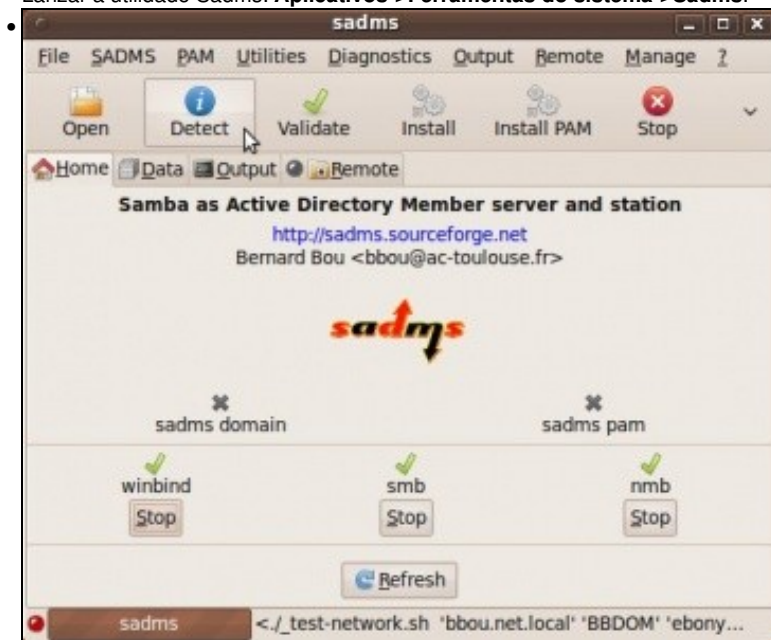 Lanzar a utilidade Sadms: Aplicativos->Ferramentas do sistema->Sadms.
sadms
File SADMS PAM Utilities Diagnostics Output Remote Manage ?
Open Detect Validate Install Install PAM Stop
Home Data Output Remote
Samba as Active Directory Member server and station
http://sadms.sourceforge.net
Bernard Bou <bbou@ac-toulouse.fr>
sadms
sadms domain sadms pam
winbind smb nmb
Stop Stop Stop
Refresh
sadms <./_test-network.sh 'bbou.net.local' 'BBDOM' 'ebony...